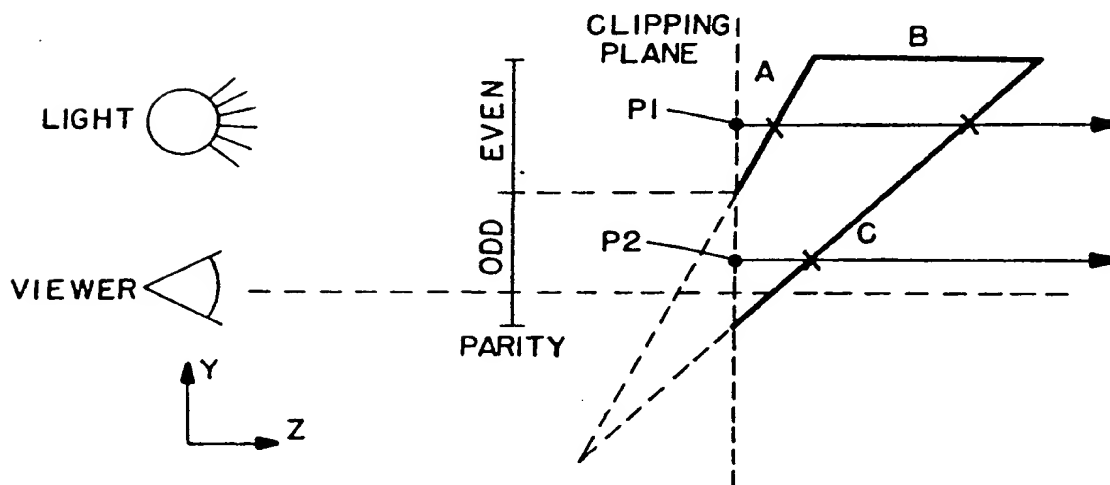 CLIPPING
PLANE
B
A
LIGHT
EVEN
P1
ODD
P2
C
VIEWER
PARITY
Y
Z